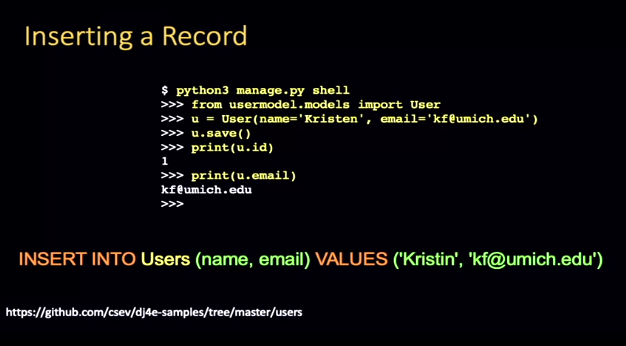 Inserting a Record
$ python3 manage.py shell
>>> from usermodel.models import User
>>> u = User(name='Kristen', email='kf@umich.edu')
>>> u.save()
>>> print(u.id)
1
>>> print(u.email)
kf@umich.edu
>>>
INSERT INTO Users (name, email) VALUES ('Kristin', 'kf@umich.edu')
https://github.com/csev/dj4e-samples/tree/master/users